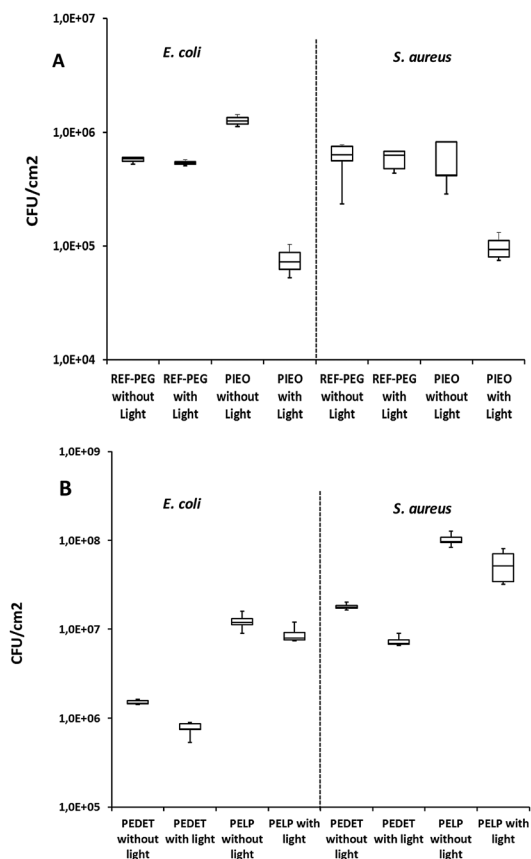 1,0E+07
A
E. coli
S. aureus
1,0E+06
CFU/cm2
1,0E+05
1,0E+04
REF-PEG without Light
REF-PEG with Light
PIEO without Light
PIEO with Light
REF-PEG without Light
REF-PEG with Light
PIEO without Light
PIEO with Light
1,0E+09
B
E. coli
S. aureus
1,0E+08
CFU/cm2
1,0E+07
1,0E+06
1,0E+05
PEDET without light
PEDET with light
PELP without light
PELP with light
PEDET without light
PEDET with light
PELP without light
PELP with light